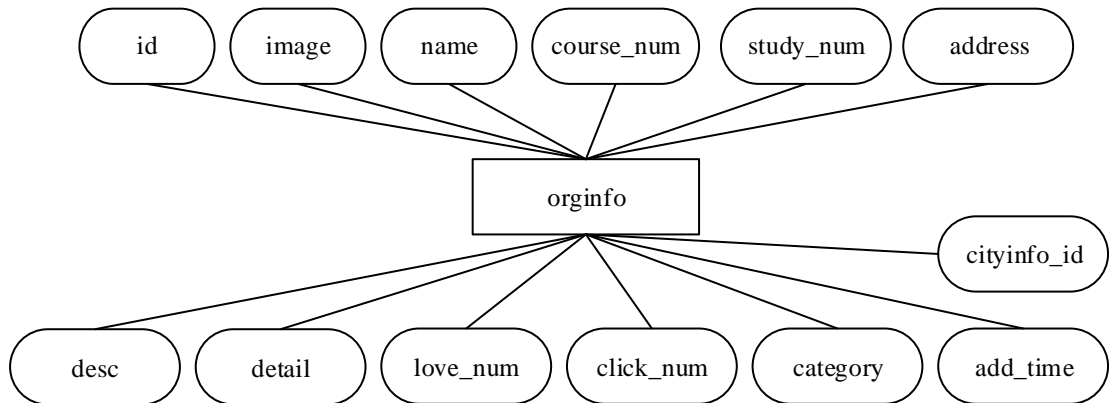 id
image
name
course_num
study_num
address
orginfo
cityinfo_id
desc
detail
love_num
click_num
category
add_time